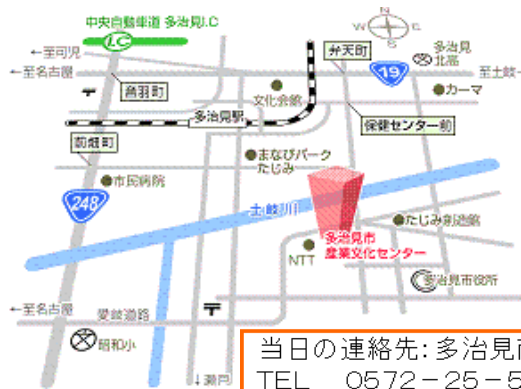 中央自動車道 多治見I.C
I.C
N
W
E
S
←至可児
弁天町
多治見
北高
←至名古屋
19
至土岐→
音羽町
文化会館
カーマ
多治見駅
保健センター前
前畑町
まなびパーク
たじみ
市民病院
248
土岐川
たじみ創造館
多治見市
産業文化センター
NTT
多治見市役所
←至名古屋
愛岐道路
昭和小
↓瀬戸
当日の連絡先:多治見
TEL 0572-25-5